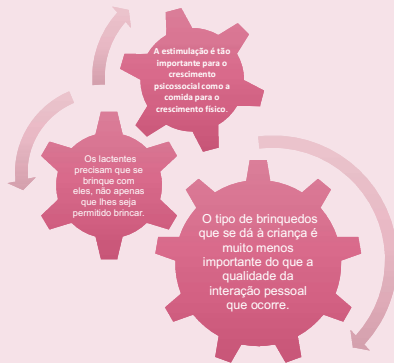 A estimulação é tão
importante para o
crescimento
psicossocial como a
comida para o
crescimento físico.
Os lactentes
precisam que se
brinque com
eles, não apenas
que lhes seja
permitido brincar.
O tipo de brinquedos
que se dá à criança é
muito menos
importante do que a
qualidade da
interação pessoal
que ocorre.